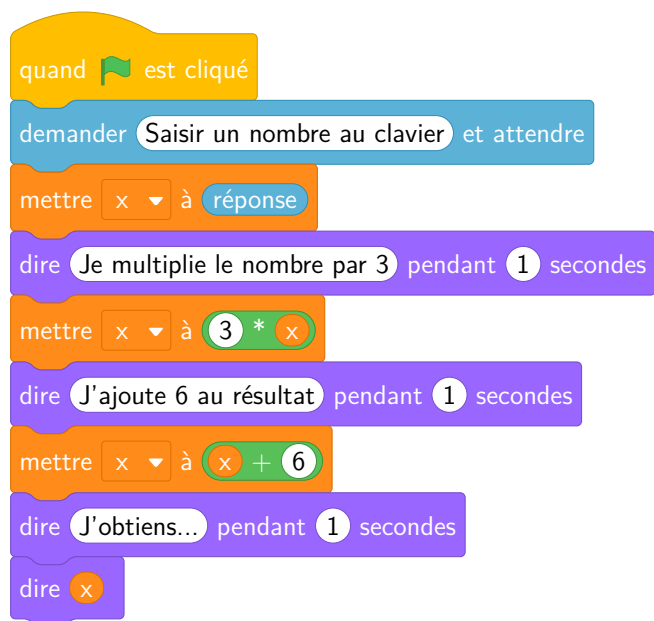 quand est cliqué
demander Saisir un nombre au clavier et attendre
mettre x à réponse
dire Je multiplie le nombre par 3 pendant 1 secondes
mettre x à 3 * x
dire J'ajoute 6 au résultat pendant 1 secondes
mettre x à x + 6
dire J'obtiens... pendant 1 secondes
dire x